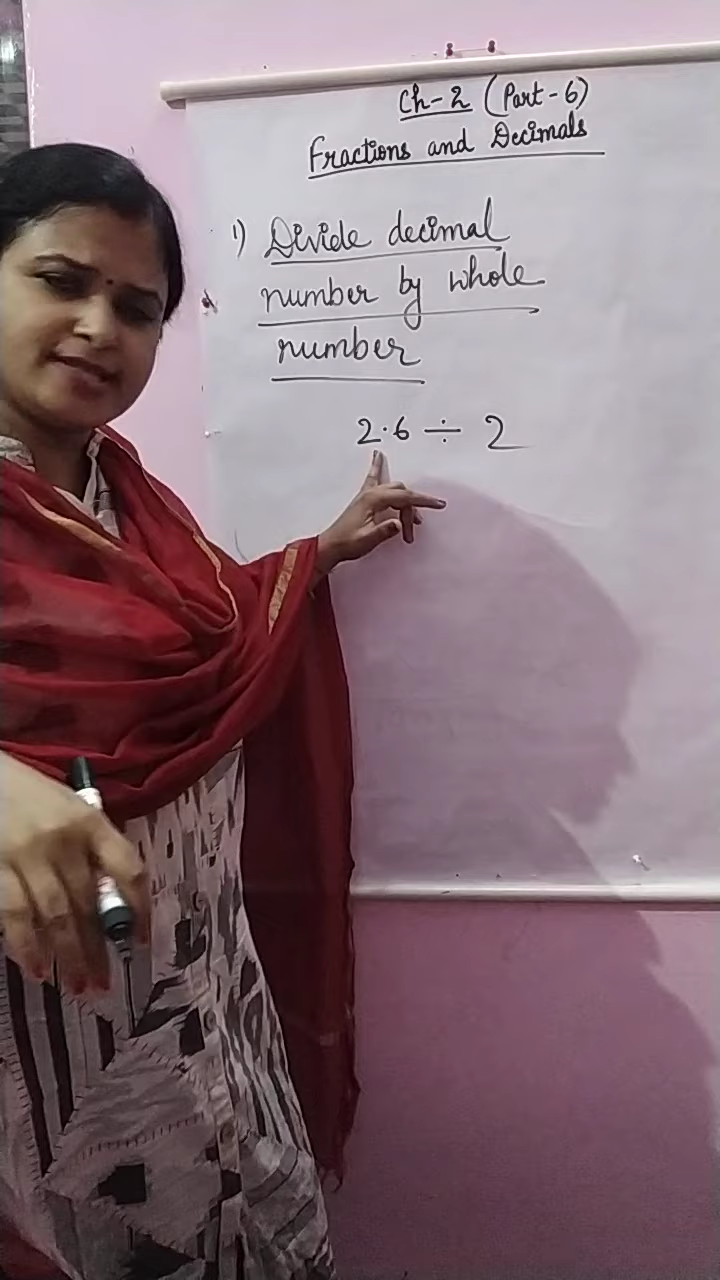 Ch-2 (Part-6)
Fractions and Decimals
1) Divide decimal
number by whole
number
2.6 ÷ 2